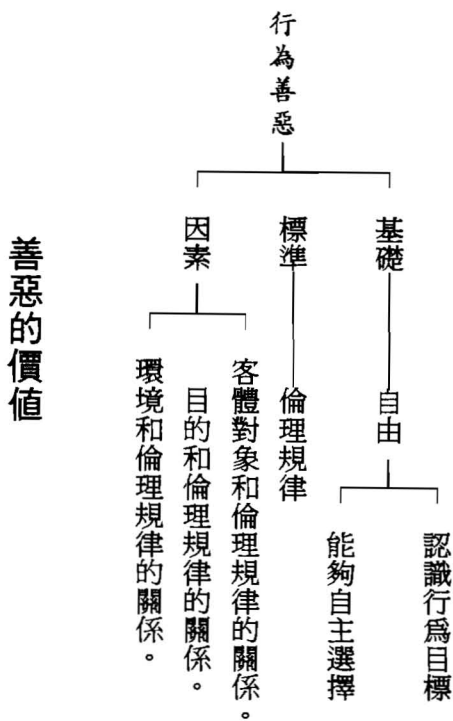 行為善惡
基礎
自由
認識行爲目標
能夠自主選擇
標準
倫理規律
因素
客體對象和倫理規律的關係。
目的和倫理規律的關係。
環境和倫理規律的關係。
善惡的價值